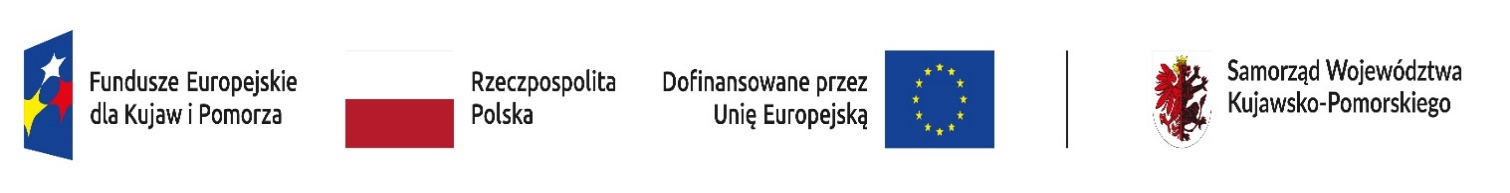 Fundusze Europejskie
dla Kujaw i Pomorza
Rzeczpospolita
Polska
Dofinansowane przez
Unię Europejską
Samorząd Województwa
Kujawsko-Pomorskiego